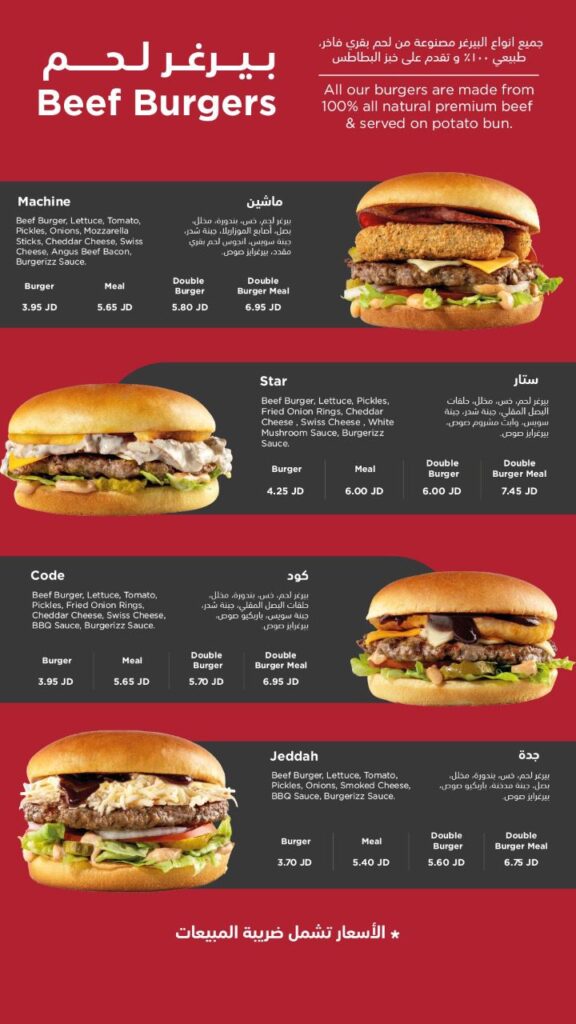 بيرغر لحم
Beef Burgers
جميع انواع البيرغر مصنوعة من لحم بقري فاخر،
طبيعي ١٠٠٪ و تقدم على خبز البطاطس
All our burgers are made from
100% all natural premium beef
& served on potato bun.
Machine
Beef Burger, Lettuce, Tomato,
Pickles, Onions, Mozzarella
Sticks, Cheddar Cheese, Swiss
Cheese, Angus Beef Bacon,
Burgerizz Sauce.
ماشين
بيرغر لحم، خس، بندورة، مخلل،
بصل، أصابع الموزاريلا، جبنة شدر،
جبنة سويس، اندوس لحم بقري
مقدد، بيرغرايز صوص.
Burger
Meal
Double
Burger
Double
Burger Meal
3.95 JD
5.65 JD
5.80 JD
6.95 JD
Star
Beef Burger, Lettuce, Pickles,
Fried Onion Rings, Cheddar
Cheese , Swiss Cheese , White
Mushroom Sauce, Burgerizz
Sauce.
ستار
بيرغر لحم، خس، مخلل، حلقات
البصل المقلي، جبنة شدر، جبنة
سويس، وايت مشروم صوص،
بيرغرايز صوص.
Burger
Meal
Double
Burger
Double
Burger Meal
4.25 JD
6.00 JD
6.00 JD
7.45 JD
Code
Beef Burger, Lettuce, Tomato,
Pickles, Fried Onion Rings,
Cheddar Cheese, Swiss Cheese,
BBQ Sauce, Burgerizz Sauce.
كود
بيرغر لحم، خس، بندورة، مخلل،
حلقات البصل المقلي، جبنة شدر،
جبنة سويس، باربكيو صوص،
بيرغرايز صوص.
Burger
Meal
Double
Burger
Double
Burger Meal
3.95 JD
5.65 JD
5.70 JD
6.95 JD
Jeddah
Beef Burger, Lettuce, Tomato,
Pickles, Onions, Smoked Cheese,
BBQ Sauce, Burgerizz Sauce.
جدة
بيرغر لحم، خس، بندورة، مخلل،
بصل، جبنة مدخنة، باربكيو صوص،
بيرغرايز صوص.
Burger
Meal
Double
Burger
Double
Burger Meal
3.70 JD
5.40 JD
5.60 JD
6.75 JD
* الأسعار تشمل ضريبة المبيعات